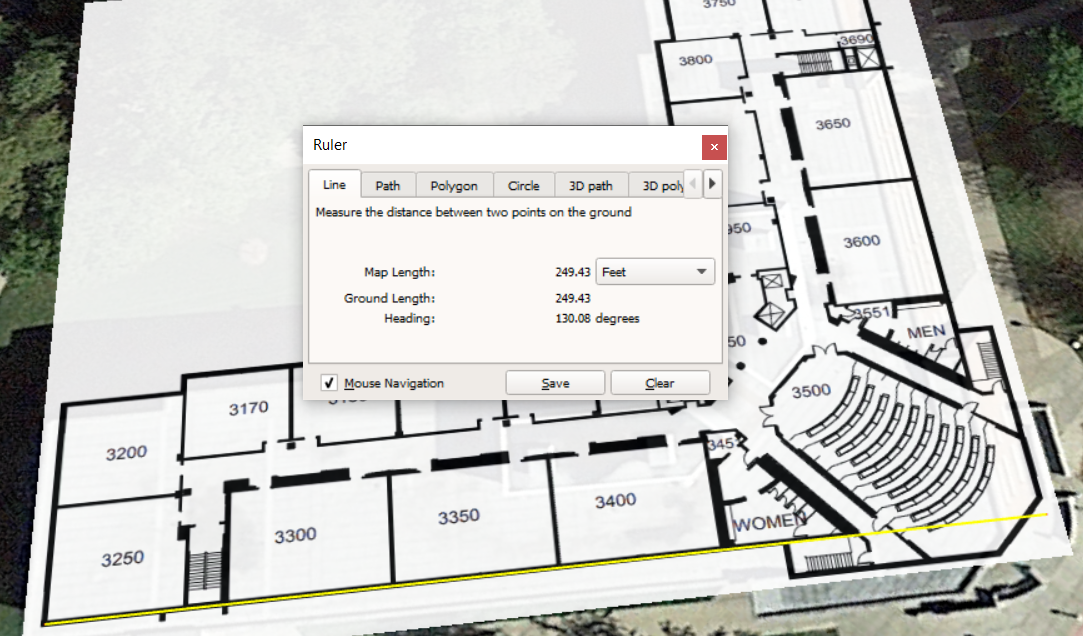 3750
3690
3800
3650
Ruler
Line Path Polygon Circle 3D path 3D poly
Measure the distance between two points on the ground
Map Length: 249.43 Feet
Ground Length: 249.43
Heading: 130.08 degrees
Mouse Navigation Save Clear
950
3600
3551
MEN
50
3500
3170
3200
345
3400
3350
WOMEN
3300
3250